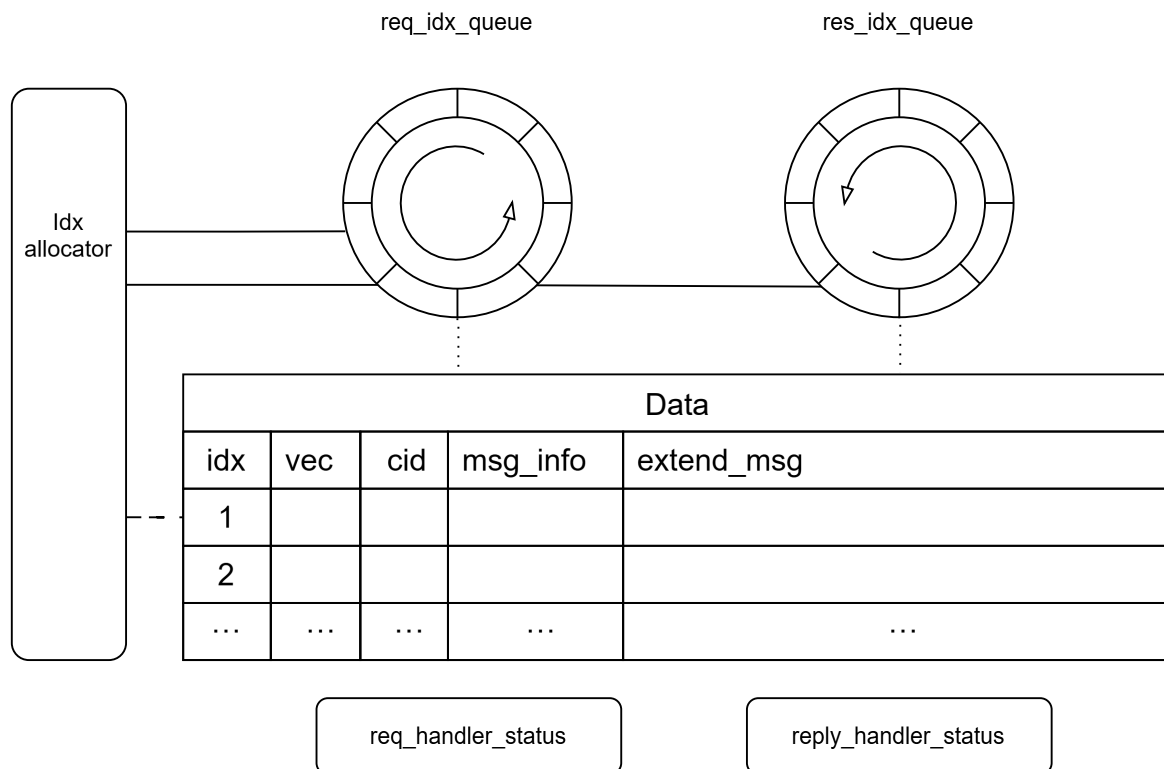 req_idx_queue
res_idx_queue
Idx
allocator
Data
idx vec cid msg_info extend_msg
1
2
... ... ... ... ...
req_handler_status
reply_handler_status